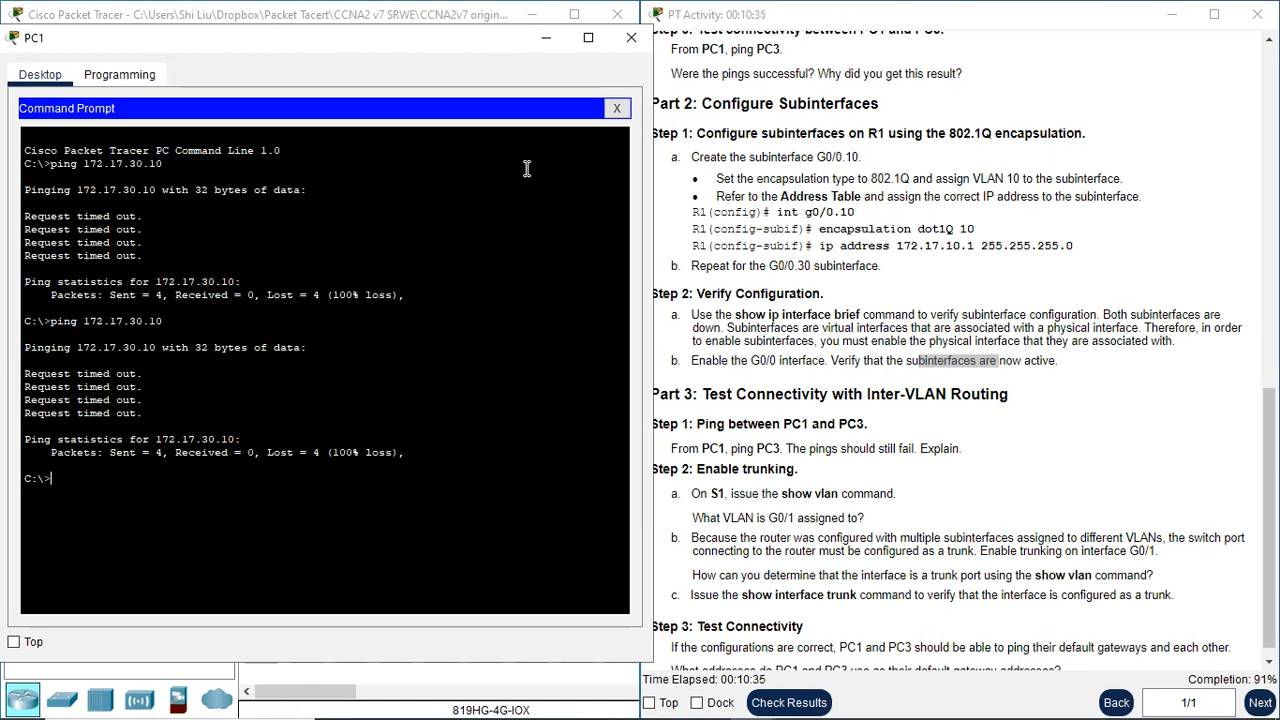 Cisco Packet Tracer - C:\Users\Shi Liu\Dropbox\Packet Tacert\CCNA2 v7 SRWE\CCNA2v7 origin...
PT Activity: 00:10:35
PC1
Desktop
Programming
Command Prompt
X
Cisco Packet Tracer PC Command Line 1.0
C:\>ping 172.17.30.10
Pinging 172.17.30.10 with 32 bytes of data:
Request timed out.
Request timed out.
Request timed out.
Request timed out.
Ping statistics for 172.17.30.10:
Packets: Sent = 4, Received = 0, Lost = 4 (100% loss),
C:\>ping 172.17.30.10
Pinging 172.17.30.10 with 32 bytes of data:
Request timed out.
Request timed out.
Request timed out.
Request timed out.
Ping statistics for 172.17.30.10:
Packets: Sent = 4, Received = 0, Lost = 4 (100% loss),
C:\>
Top
819HG-4G-IOX
Step 3: Test connectivity between PC1 and PC3.
From PC1, ping PC3.
Were the pings successful? Why did you get this result?
Part 2: Configure Subinterfaces
Step 1: Configure subinterfaces on R1 using the 802.1Q encapsulation.
a. Create the subinterface G0/0.10.
• Set the encapsulation type to 802.1Q and assign VLAN 10 to the subinterface.
• Refer to the Address Table and assign the correct IP address to the subinterface.
R1(config)# int g0/0.10
R1(config-subif)# encapsulation dot1Q 10
R1(config-subif)# ip address 172.17.10.1 255.255.255.0
b. Repeat for the G0/0.30 subinterface.
Step 2: Verify Configuration.
a. Use the show ip interface brief command to verify subinterface configuration. Both subinterfaces are
down. Subinterfaces are virtual interfaces that are associated with a physical interface. Therefore, in order
to enable subinterfaces, you must enable the physical interface that they are associated with.
b. Enable the G0/0 interface. Verify that the subinterfaces are now active.
Part 3: Test Connectivity with Inter-VLAN Routing
Step 1: Ping between PC1 and PC3.
From PC1, ping PC3. The pings should still fail. Explain.
Step 2: Enable trunking.
a. On S1, issue the show vlan command.
What VLAN is G0/1 assigned to?
b. Because the router was configured with multiple subinterfaces assigned to different VLANs, the switch port
connecting to the router must be configured as a trunk. Enable trunking on interface G0/1.
How can you determine that the interface is a trunk port using the show vlan command?
c. Issue the show interface trunk command to verify that the interface is configured as a trunk.
Step 3: Test Connectivity
If the configurations are correct, PC1 and PC3 should be able to ping their default gateways and each other.
What addresses do PC1 and PC3 use as their default gateway addresses?
Time Elapsed: 00:10:35
Completion: 91%
Top
Dock
Check Results
Back
1/1
Next